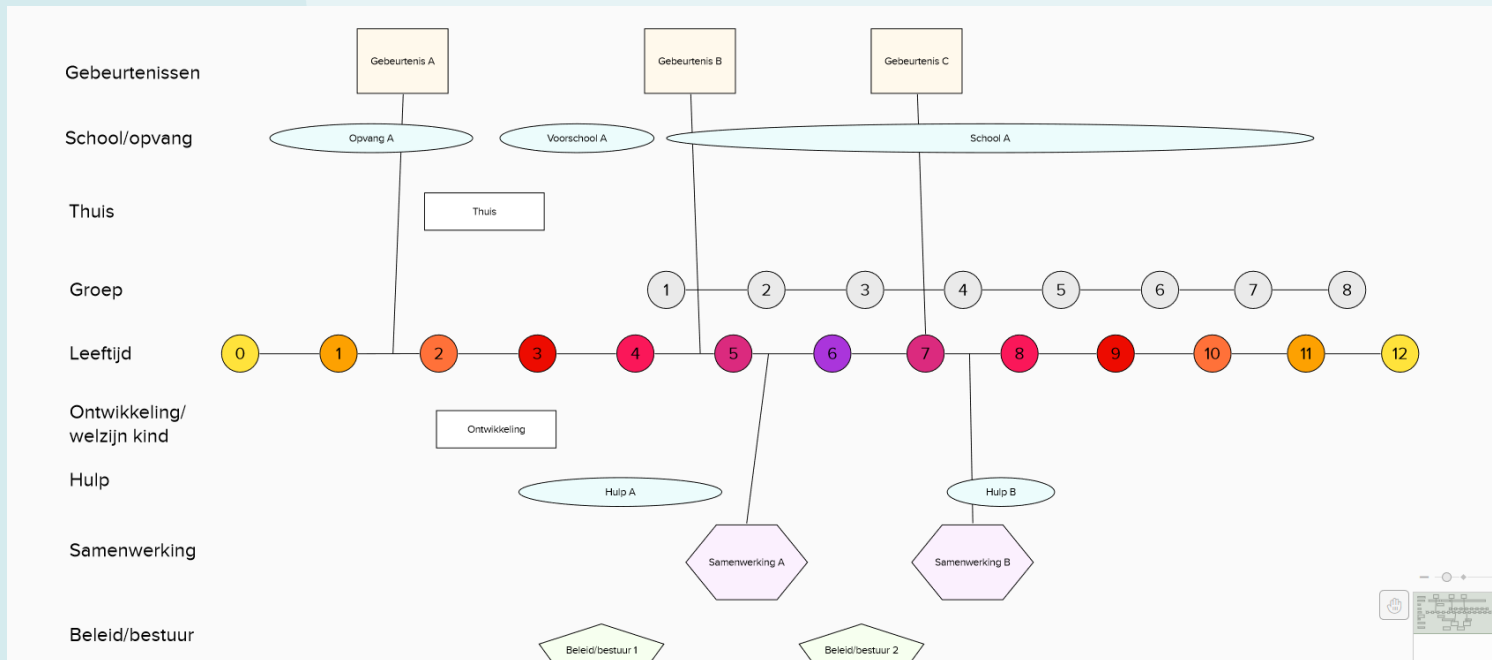 Gebeurtenissen
Gebeurtenis A
Gebeurtenis B
Gebeurtenis C
School/opvang
Opvang A
Voorschool A
School A
Thuis
Thuis
Groep
1 2 3 4 5 6 7 8
Leeftijd
0 1 2 3 4 5 6 7 8 9 10 11 12
Ontwikkeling/
welzijn kind
Ontwikkeling
Hulp
Hulp A
Hulp B
Samenwerking
Samenwerking A
Samenwerking B
Beleid/bestuur
Beleid/bestuur 1
Beleid/bestuur 2